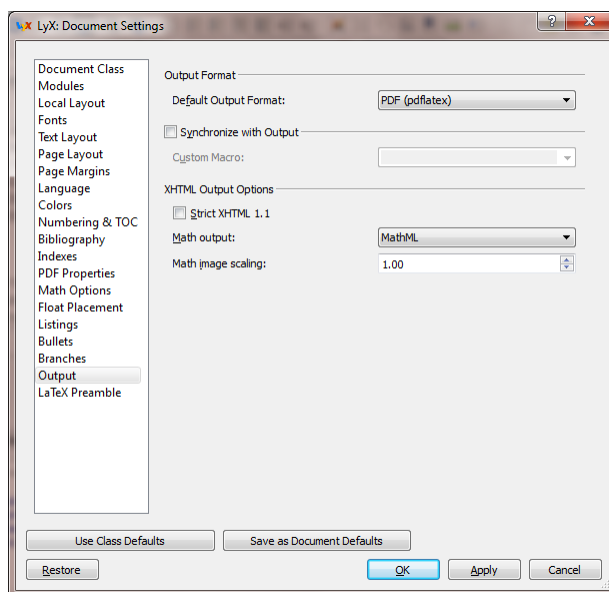 LyX: Document Settings
Document Class
Modules
Local Layout
Fonts
Text Layout
Page Layout
Page Margins
Language
Colors
Numbering & TOC
Bibliography
Indexes
PDF Properties
Math Options
Float Placement
Listings
Bullets
Branches
Output
LaTeX Preamble
Output Format
Default Output Format: PDF (pdflatex)
Synchronize with Output
Custom Macro:
XHTML Output Options
Strict XHTML 1.1
Math output: MathML
Math image scaling: 1.00
Use Class Defaults Save as Document Defaults
Restore OK Apply Cancel